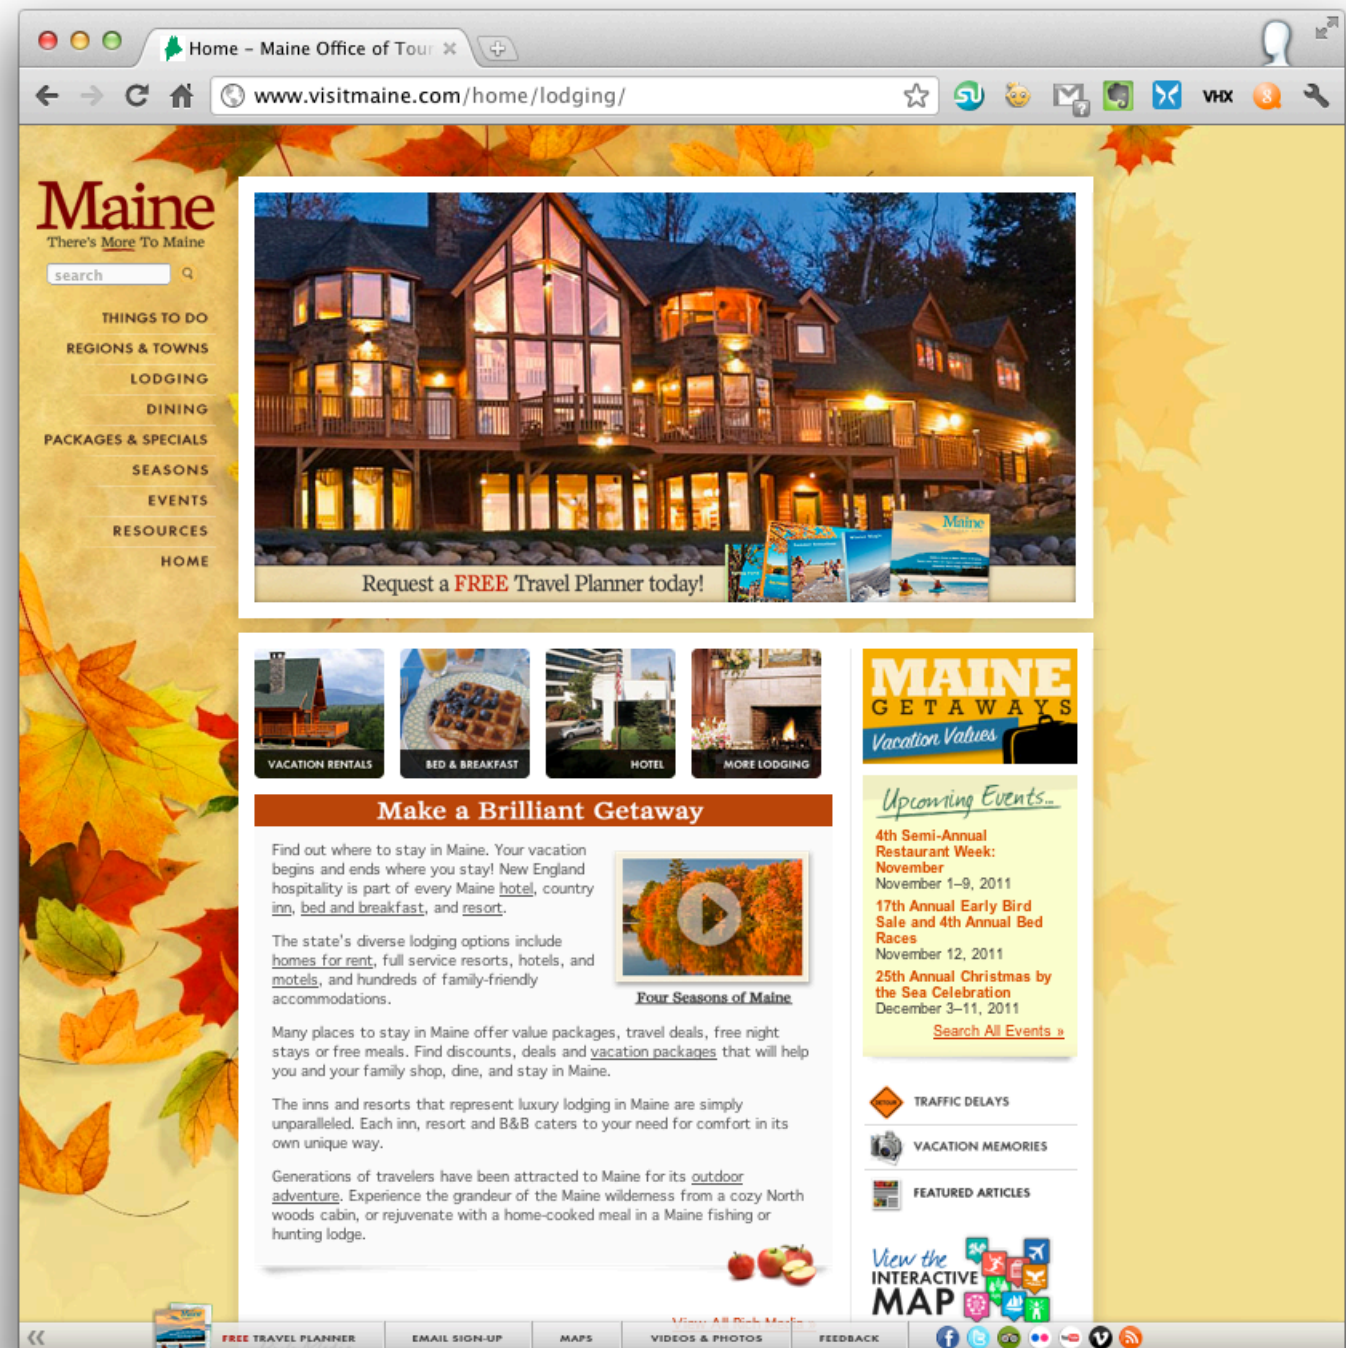 Home – Maine Office of Tour
www.visitmaine.com/home/lodging/
VHX
Maine
There's More To Maine
search
THINGS TO DO
REGIONS & TOWNS
LODGING
DINING
PACKAGES & SPECIALS
SEASONS
EVENTS
RESOURCES
HOME
Maine
Request a FREE Travel Planner today!
VACATION RENTALS
BED & BREAKFAST
HOTEL
MORE LODGING
Make a Brilliant Getaway
Find out where to stay in Maine. Your vacation
begins and ends where you stay! New England
hospitality is part of every Maine hotel, country
inn, bed and breakfast, and resort.
The state's diverse lodging options include
homes for rent, full service resorts, hotels, and
motels, and hundreds of family-friendly
accommodations.
Four Seasons of Maine
Many places to stay in Maine offer value packages, travel deals, free night
stays or free meals. Find discounts, deals and vacation packages that will help
you and your family shop, dine, and stay in Maine.
The inns and resorts that represent luxury lodging in Maine are simply
unparalleled. Each inn, resort and B&B caters to your need for comfort in its
own unique way.
Generations of travelers have been attracted to Maine for its outdoor
adventure. Experience the grandeur of the Maine wilderness from a cozy North
woods cabin, or rejuvenate with a home-cooked meal in a Maine fishing or
hunting lodge.
MAINE
GETAWAYS
Vacation Values
Upcoming Events...
4th Semi-Annual
Restaurant Week:
November
November 1–9, 2011
17th Annual Early Bird
Sale and 4th Annual Bed
Races
November 12, 2011
25th Annual Christmas by
the Sea Celebration
December 3–11, 2011
Search All Events »
DETOUR
TRAFFIC DELAYS
VACATION MEMORIES
FEATURED ARTICLES
View the
INTERACTIVE
MAP
View All
FREE TRAVEL PLANNER
EMAIL SIGN-UP
MAPS
VIDEOS & PHOTOS
FEEDBACK